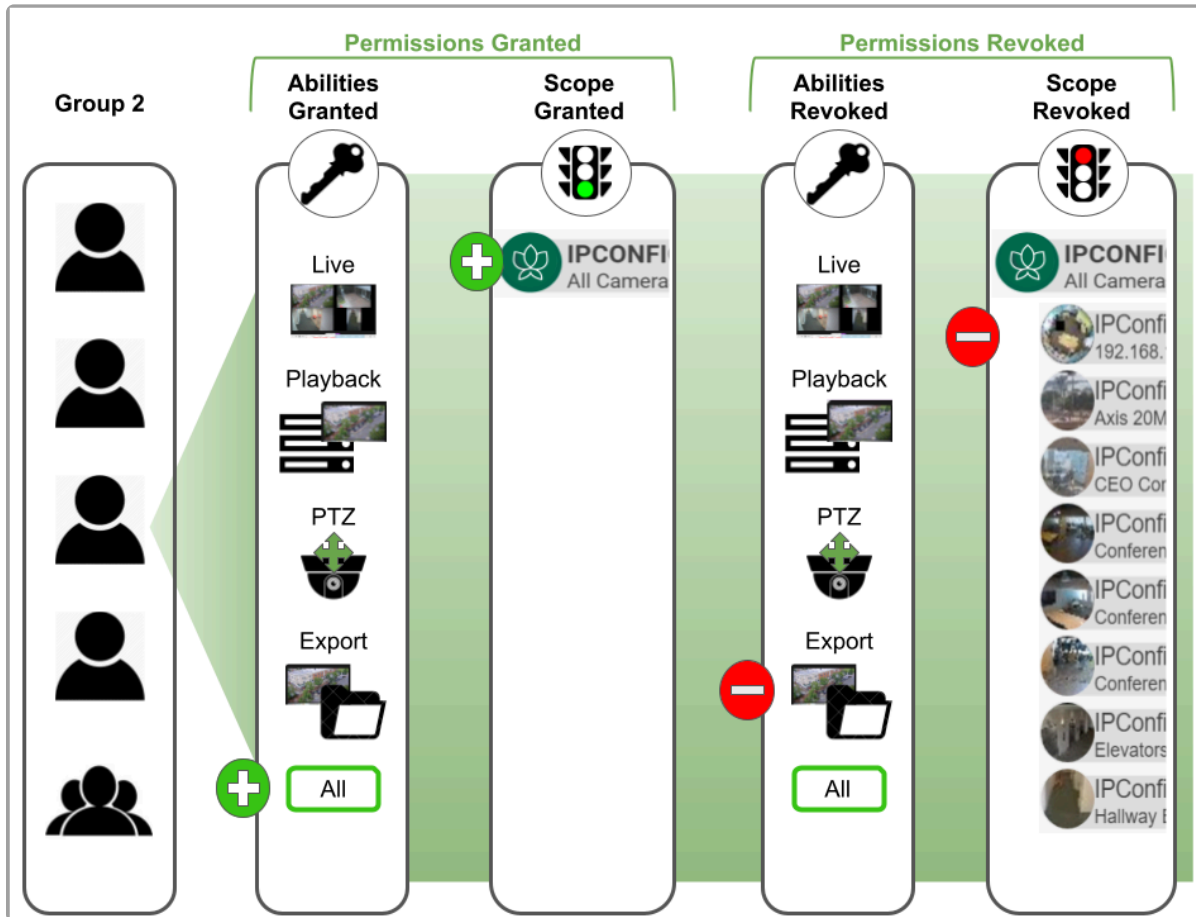 Permissions Granted
Permissions Revoked
Group 2
Abilities
Granted
Scope
Granted
Abilities
Revoked
Scope
Revoked
Live
Playback
PTZ
Export
All
IPCONFI
All Camera
Live
Playback
PTZ
Export
All
IPCONFI
All Camera
IPConfi
192.168.
IPConfi
Axis 20M
IPConfi
CEO Cor
IPConfi
Conferen
IPConfi
Conferen
IPConfi
Conferen
IPConfi
Elevators
IPConfi
Hallway E